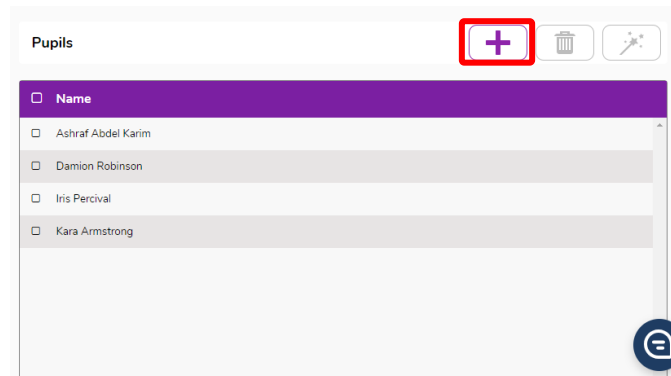 Pupils
Name
Ashraf Abdel Karim
Damion Robinson
Iris Percival
Kara Armstrong